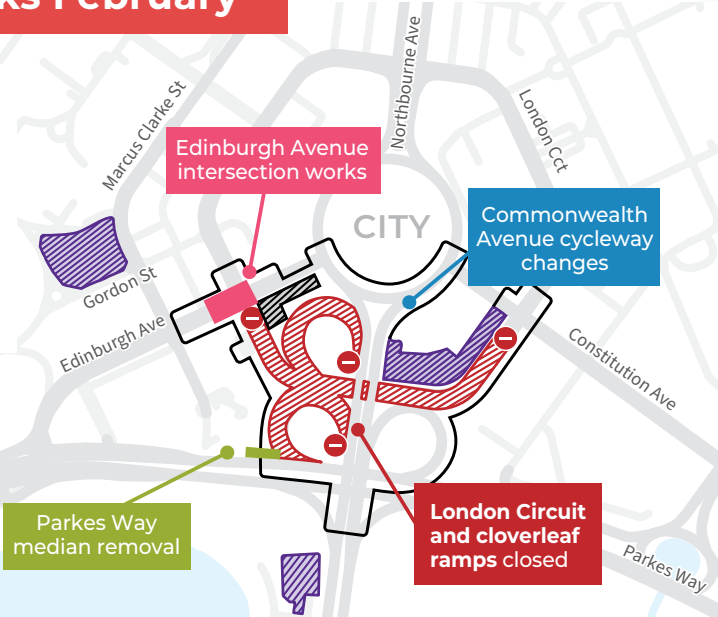 February
Northbourne Ave
Marcus Clarke St
London Cct
Edinburgh Avenue
intersection works
CITY
Commonwealth
Avenue cycleway
changes
Gordon St
Edinburgh Ave
Constitution Ave
Parkes Way
median removal
London Circuit
and cloverleaf
ramps closed
Parkes Way